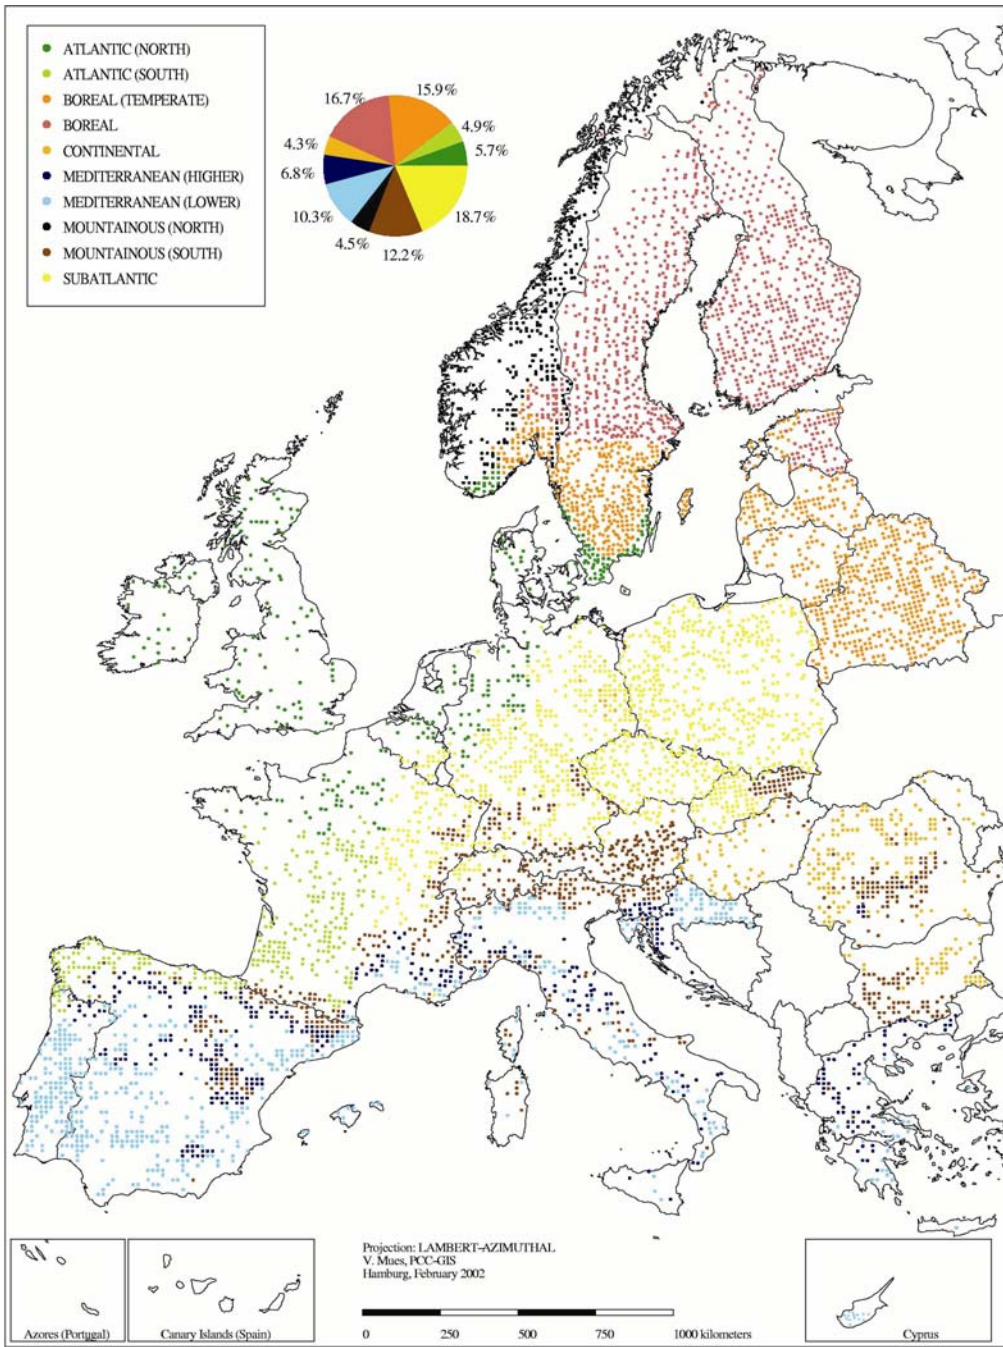 ATLANTIC (NORTH)
ATLANTIC (SOUTH)
BOREAL (TEMPERATE)
BOREAL
CONTINENTAL
MEDITERRANEAN (HIGHER)
MEDITERRANEAN (LOWER)
MOUNTAINOUS (NORTH)
MOUNTAINOUS (SOUTH)
SUBATLANTIC
16.7%
15.9%
4.9%
5.7%
4.3%
6.8%
10.3%
4.5%
12.2%
18.7%
Projection: LAMBERT-AZIMUTHAL
V. Mues, PCC-GIS
Hamburg, February 2002
0 250 500 750 1000 kilometers
Azores (Portugal)
Canary Islands (Spain)
Cyprus